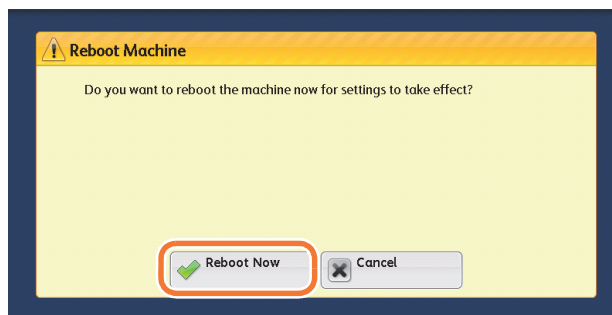 Reboot Machine
Do you want to reboot the machine now for settings to take effect?
Reboot Now
Cancel